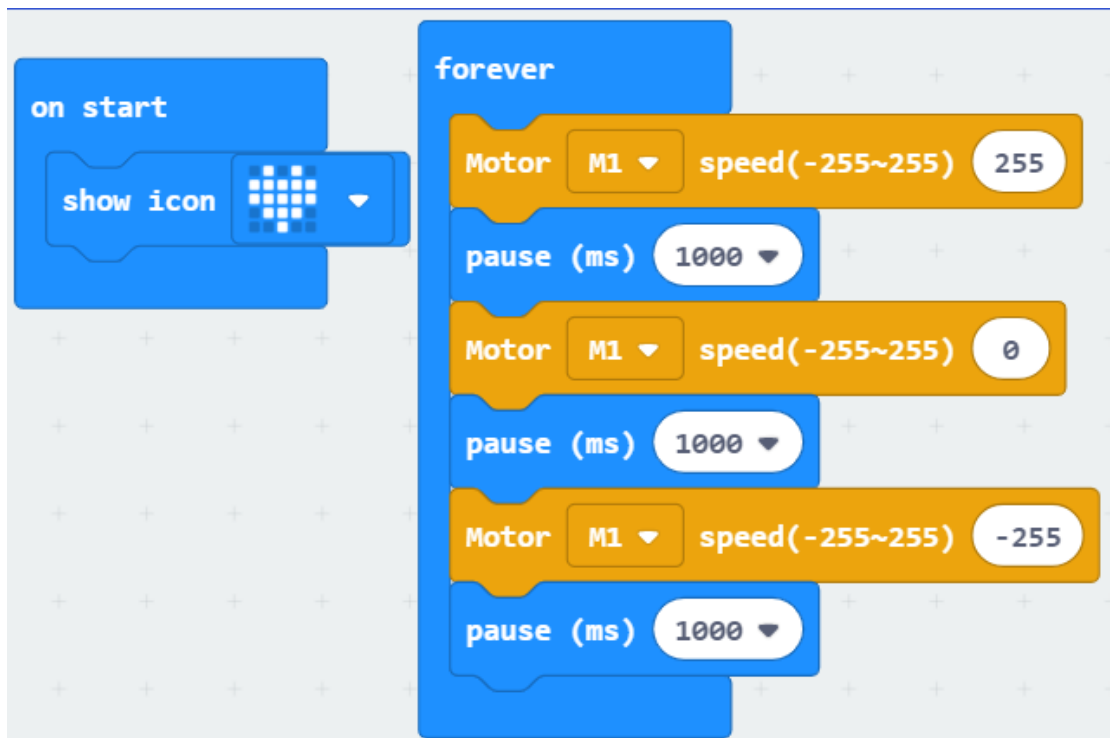 on start
show icon
forever
Motor M1 speed(-255~255) 255
pause (ms) 1000
Motor M1 speed(-255~255) 0
pause (ms) 1000
Motor M1 speed(-255~255) -255
pause (ms) 1000